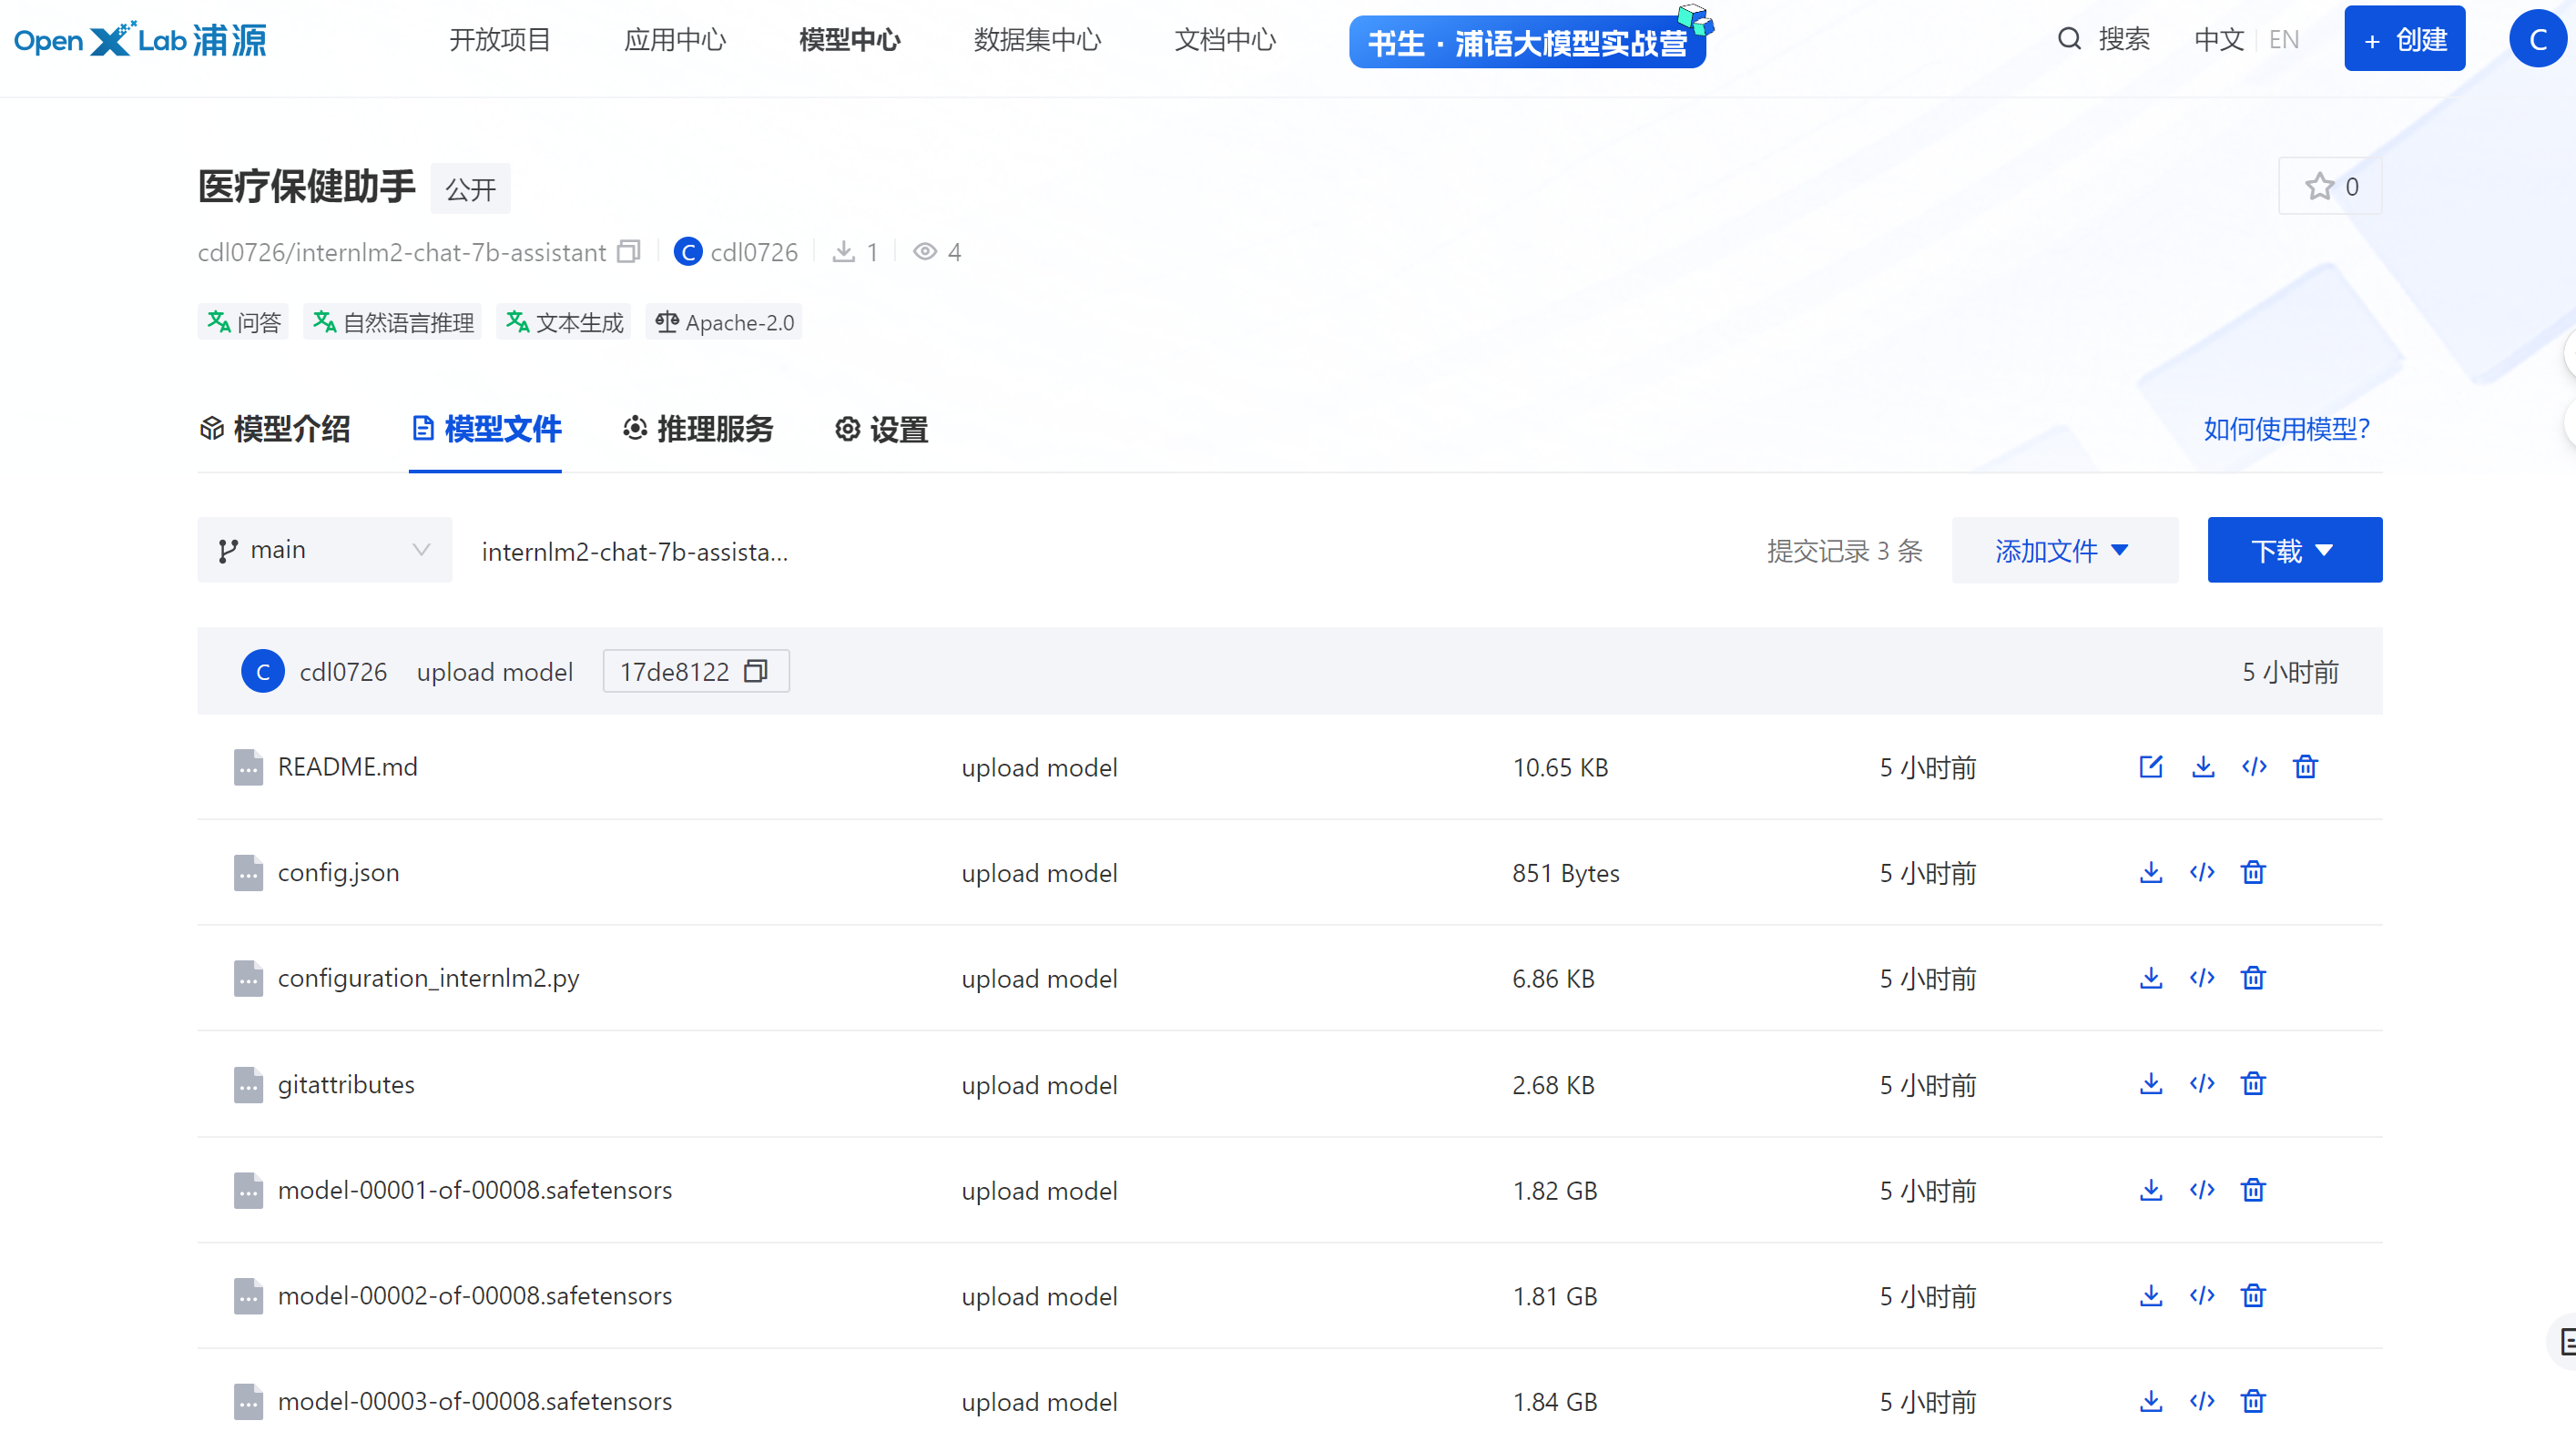 Open X Lab 浦源 开放项目 应用中心 模型中心 数据集中心 文档中心 书生·浦语大模型实战营 搜索 中文 EN + 创建 C
医疗保健助手 公开 0
cdl0726/internlm2-chat-7b-assistant C cdl0726 1 4
问答 自然语言推理 文本生成 Apache-2.0
模型介绍 模型文件 推理服务 设置 如何使用模型?
main internlm2-chat-7b-assista... 提交记录 3 条 添加文件 下载
C cdl0726 upload model 17de8122 5 小时前
README.md upload model 10.65 KB 5 小时前
config.json upload model 851 Bytes 5 小时前
configuration_internlm2.py upload model 6.86 KB 5 小时前
gitattributes upload model 2.68 KB 5 小时前
model-00001-of-00008.safetensors upload model 1.82 GB 5 小时前
model-00002-of-00008.safetensors upload model 1.81 GB 5 小时前
model-00003-of-00008.safetensors upload model 1.84 GB 5 小时前